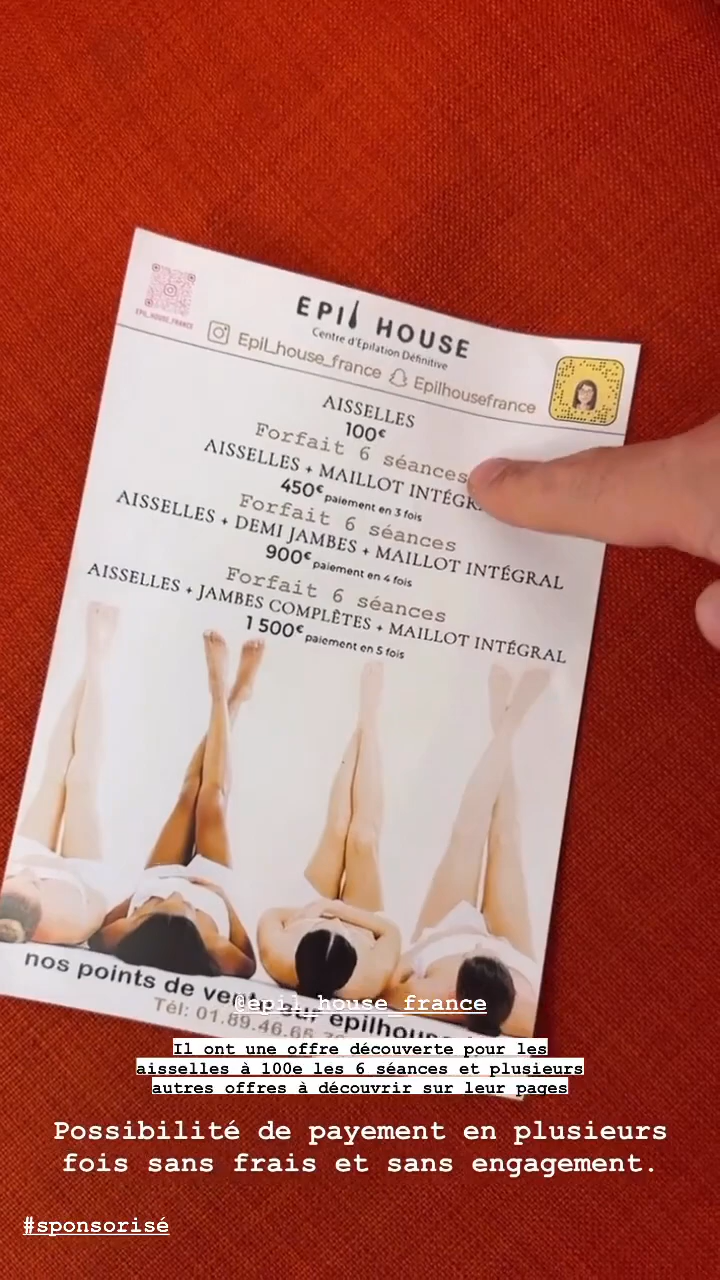 EPIL HOUSE
Centre d'Épilation Définitive
EPIL_HOUSE_FRANCE
Epil_house_france Epilhousefrance
AISSELLES
100€
Forfait 6 séances
AISSELLES + MAILLOT
450€ paiement en 3 fois
Forfait 6 séances
AISSELLES + DEMI JAMBES + MAILLOT INTÉGRAL
900€ paiement en 4 fois
Forfait 6 séances
AISSELLES + JAMBES COMPLÈTES + MAILLOT INTÉGRAL
1 500€ paiement en 5 fois
nos points de
Tél: 01.89.46.
@epil_house_france
Il ont une offre découverte pour les
aisselles à 100e les 6 séances et plusieurs
autres offres à découvrir sur leur pages
Possibilité de payement en plusieurs
fois sans frais et sans engagement.
#sponsorisé